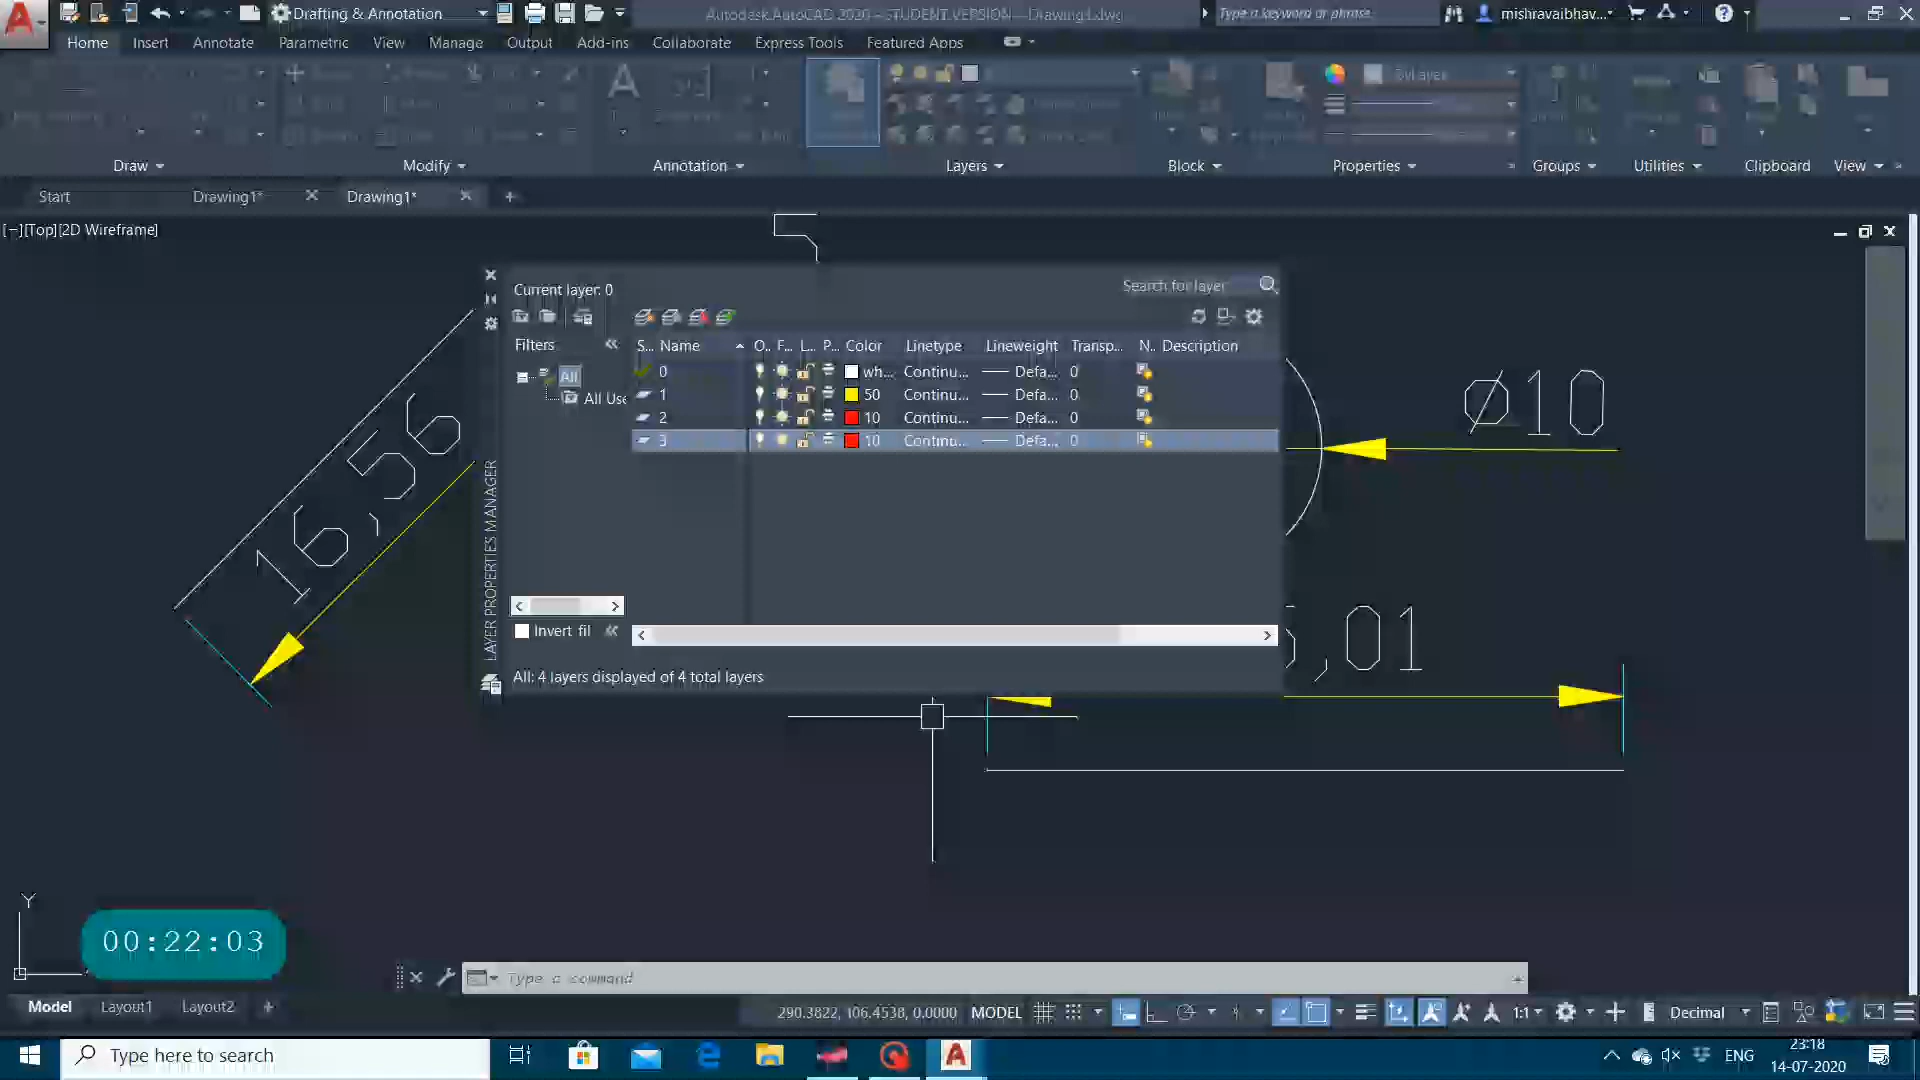 Drafting & Annotation
Autodesk AutoCAD 2020 - STUDENT VERSION Drawing1.dwg
Type a keyword or phrase
mishravaibhav...
Home Insert Annotate Parametric View Manage Output Add-ins Collaborate Express Tools Featured Apps
ByLayer
Draw Modify Annotation Layers Block Properties Groups Utilities Clipboard View
Start Drawing1* Drawing1*
[−][Top][2D Wireframe]
Current layer: 0
Search for layer
Filters
S... Name O.. F... L... P... Color Linetype Lineweight Transp... N.. Description
All
All Use
0 wh... Continu... Defa... 0
1 50 Continu... Defa... 0
2 10 Continu... Defa... 0
3 10 Continu... Defa... 0
Invert fil
All: 4 layers displayed of 4 total layers
LAYER PROPERTIES MANAGER
16,56
Ø10
,01
Y
00:22:03
Type a command
Model Layout1 Layout2
290.3822, 106.4538, 0.0000 MODEL 1:1 Decimal
Type here to search
ENG
23:18
14-07-2020